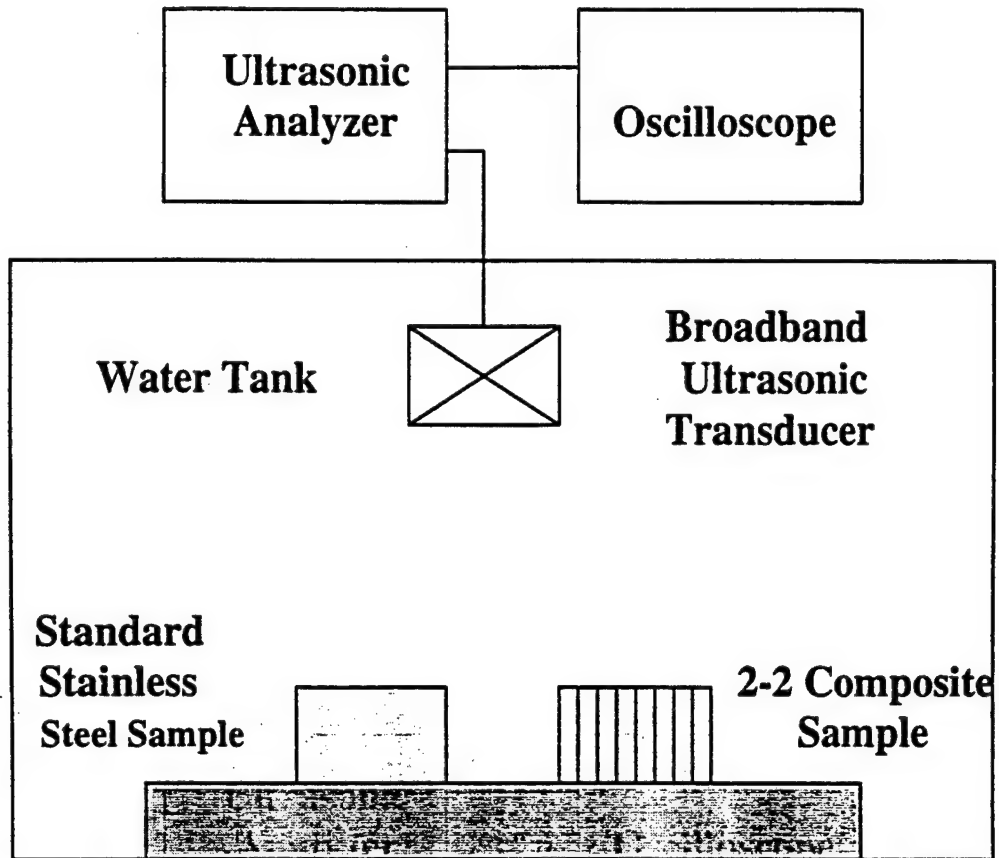 Ultrasonic
Analyzer
Oscilloscope
Water Tank
Broadband
Ultrasonic
Transducer
Standard
Stainless
Steel Sample
2-2 Composite
Sample